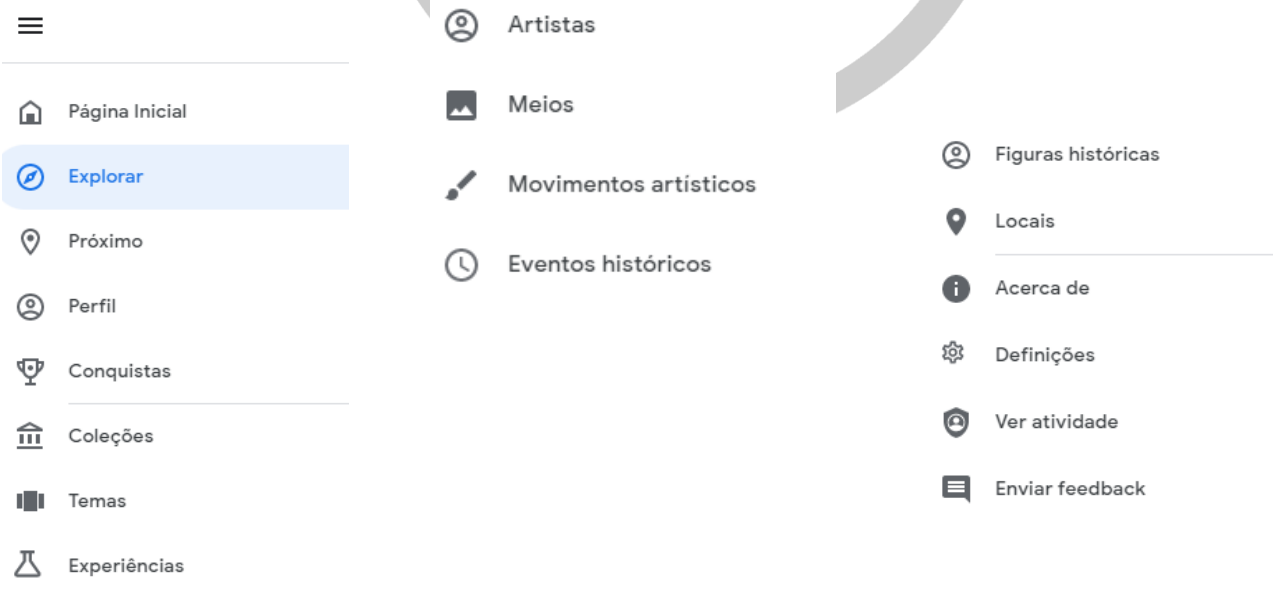 Página Inicial
Explorar
Próximo
Perfil
Conquistas
Coleções
Temas
Experiências
Artistas
Meios
Movimentos artísticos
Eventos históricos
Figuras históricas
Locais
Acerca de
Definições
Ver atividade
Enviar feedback